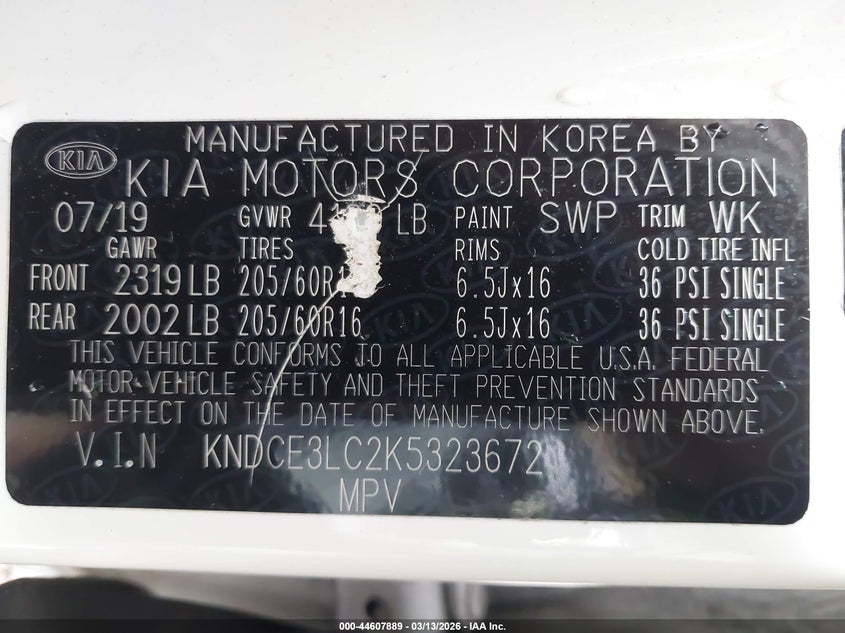 MANUFACTURED IN KOREA BY
KIA KIA MOTORS CORPORATION
07/19 GVWR 4 LB PAINT SWP TRIM WK
GAWR TIRES RIMS COLD TIRE INFL
FRONT 2319 LB 205/60R1 6.5Jx16 36 PSI SINGLE
REAR 2002 LB 205/60R16 6.5Jx16 36 PSI SINGLE
THIS VEHICLE CONFORMS TO ALL APPLICABLE U.S.A. FEDERAL
MOTOR VEHICLE SAFETY AND THEFT PREVENTION STANDARDS
IN EFFECT ON THE DATE OF MANUFACTURE SHOWN ABOVE.
V.I.N KNDCE3LC2K5323672
MPV
000-44607889 | 03/13/2026 - IAA Inc.